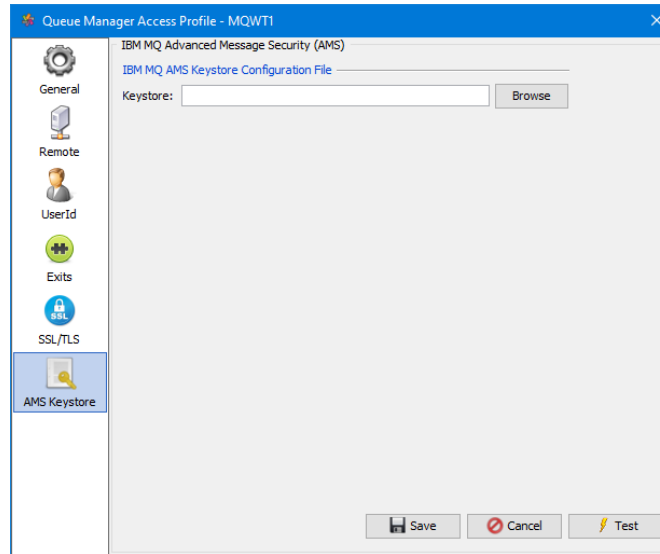 Queue Manager Access Profile - MQWT1
General
Remote
UserId
Exits
SSL
SSL/TLS
AMS Keystore
IBM MQ Advanced Message Security (AMS)
IBM MQ AMS Keystore Configuration File
Keystore:
Browse
Save
Cancel
Test